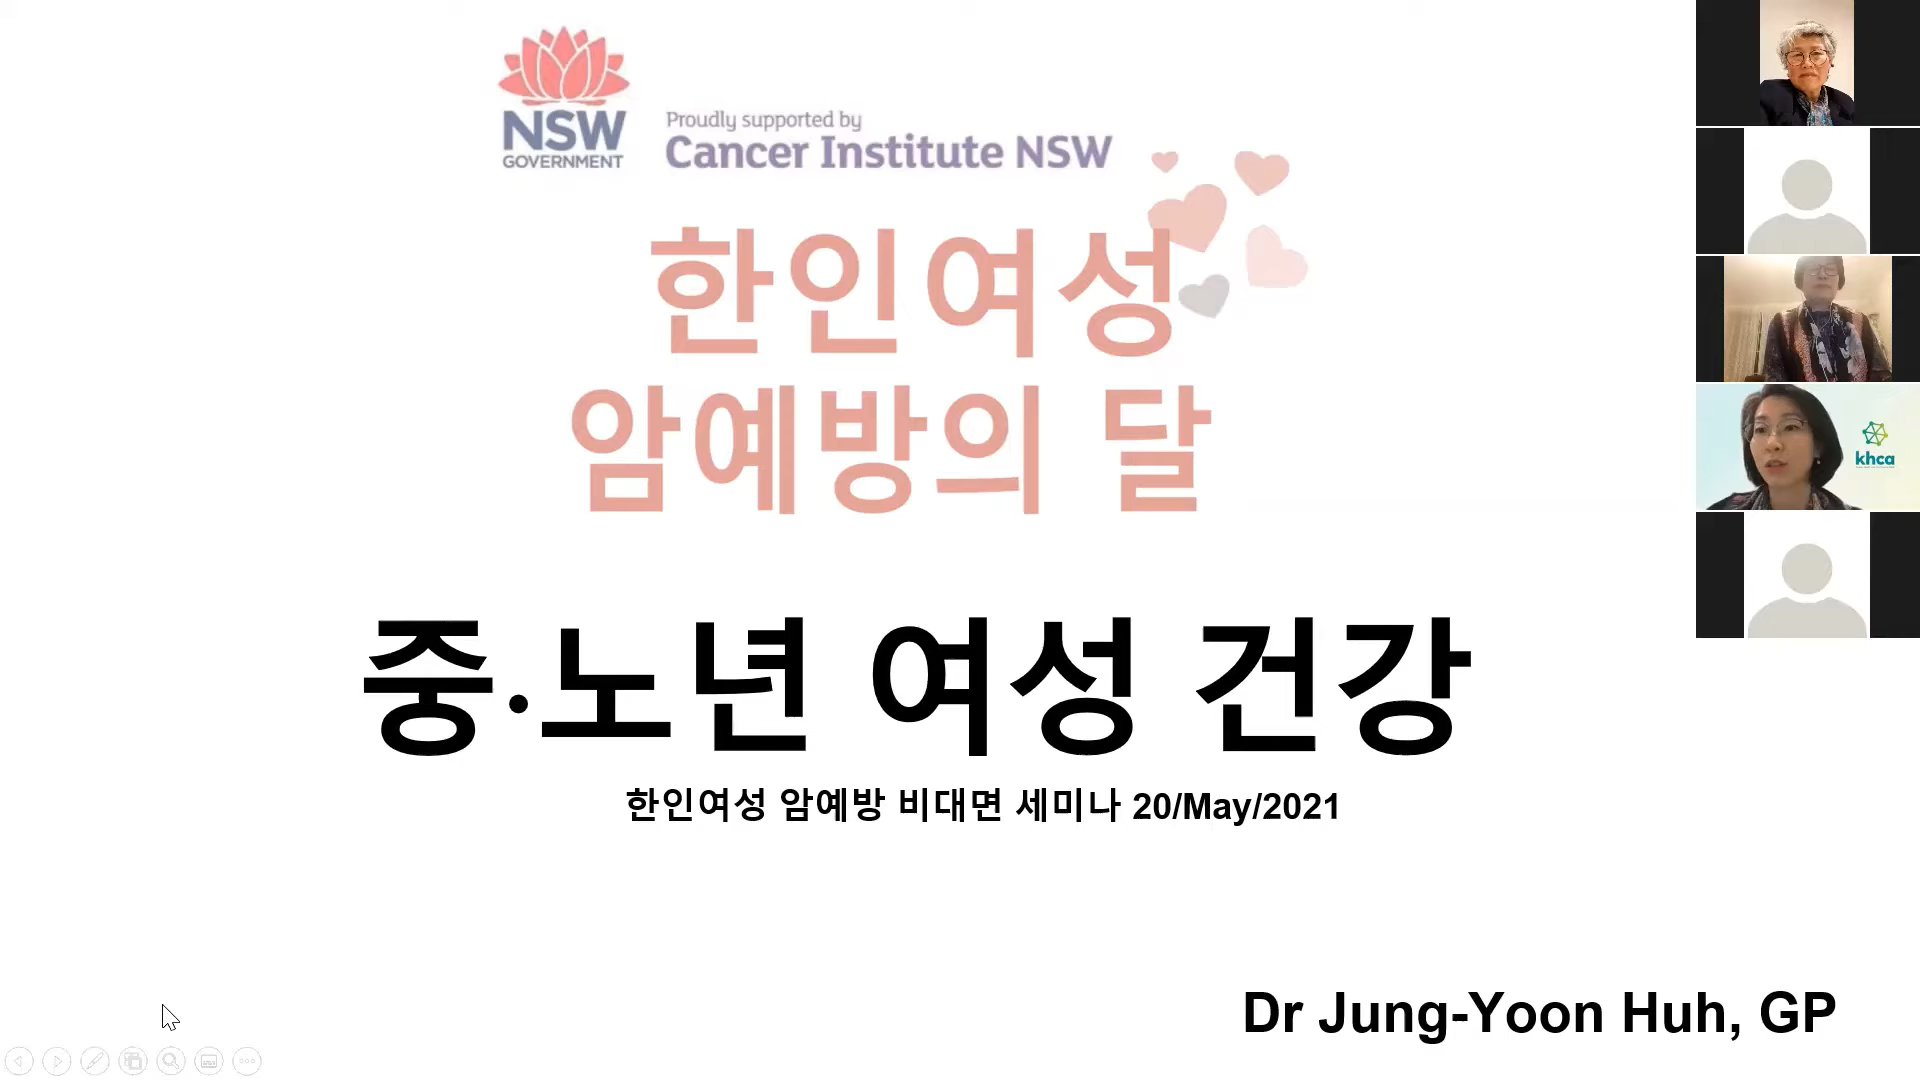 NSW
GOVERNMENT
Proudly supported by
Cancer Institute NSW
한인여성
암예방의 달
중·노년 여성 건강
한인여성 암예방 비대면 세미나 20/May/2021
Dr Jung-Yoon Huh, GP
khca